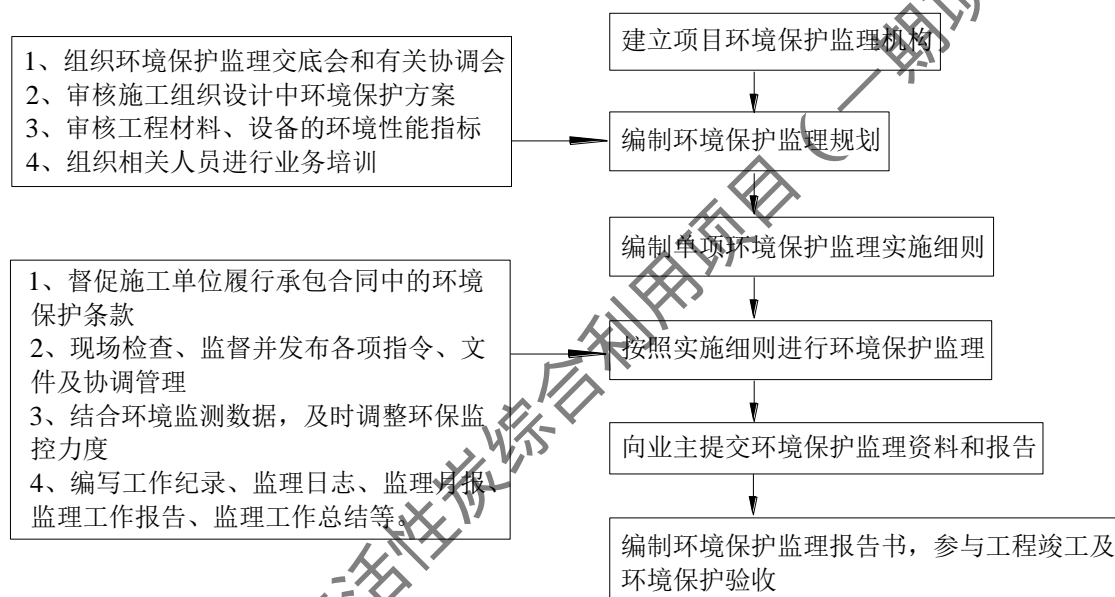 建立项目环境保护监理机构
1、组织环境保护监理交底会和有关协调会
2、审核施工组织设计中环境保护方案
3、审核工程材料、设备的环境性能指标
4、组织相关人员进行业务培训
编制环境保护监理规划
编制单项环境保护监理实施细则
1、督促施工单位履行承包合同中的环境
保护条款
2、现场检查、监督并发布各项指令、文
件及协调管理
3、结合环境监测数据，及时调整环保监
控力度
4、编写工作纪录、监理日志、监理月报、
监理工作报告、监理工作总结等。
按照实施细则进行环境保护监理
向业主提交环境保护监理资料和报告
编制环境保护监理报告书，参与工程竣工及
环境保护验收
活性炭综合利用项目（一期项